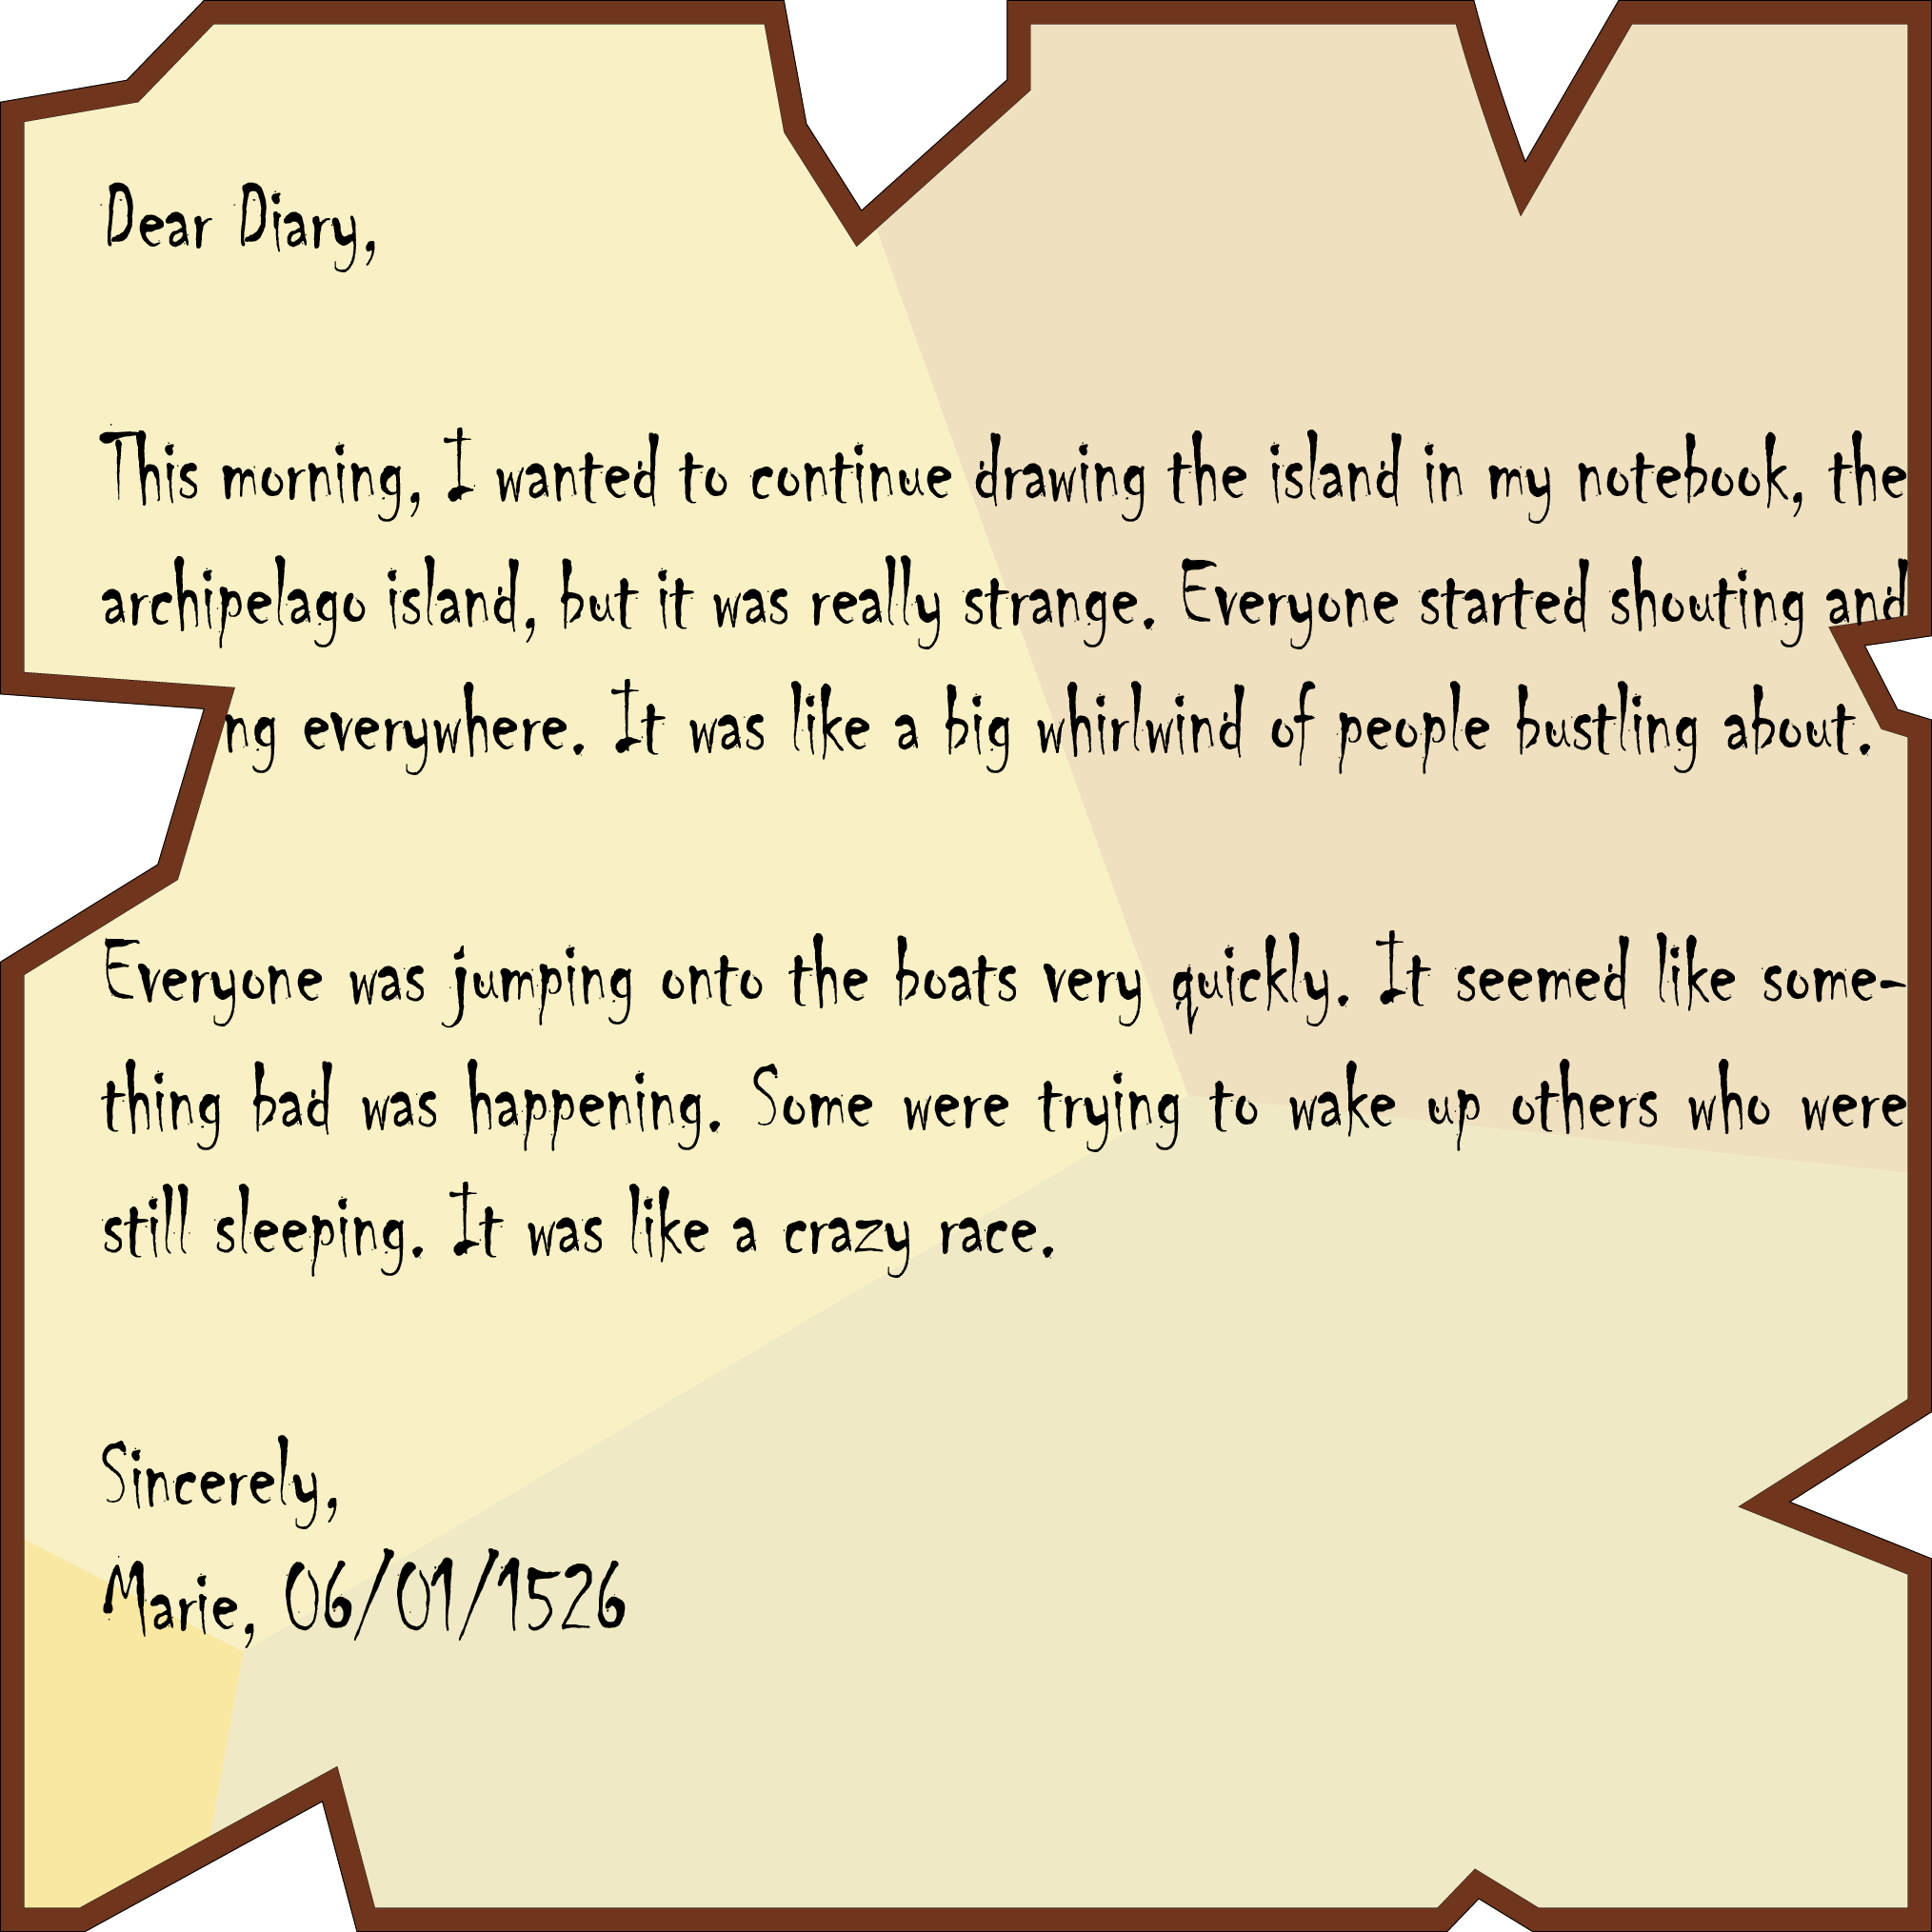 Dear Diary,
This morning, I wanted to continue drawing the island in my notebook, the
archipelago island, but it was really strange. Everyone started shouting and
everywhere. It was like a big whirlwind of people bustling about.
Everyone was jumping onto the boats very quickly. It seemed like some-
thing bad was happening. Some were trying to wake up others who were
still sleeping. It was like a crazy race.
Sincerely,
Marie, 06/01/1526